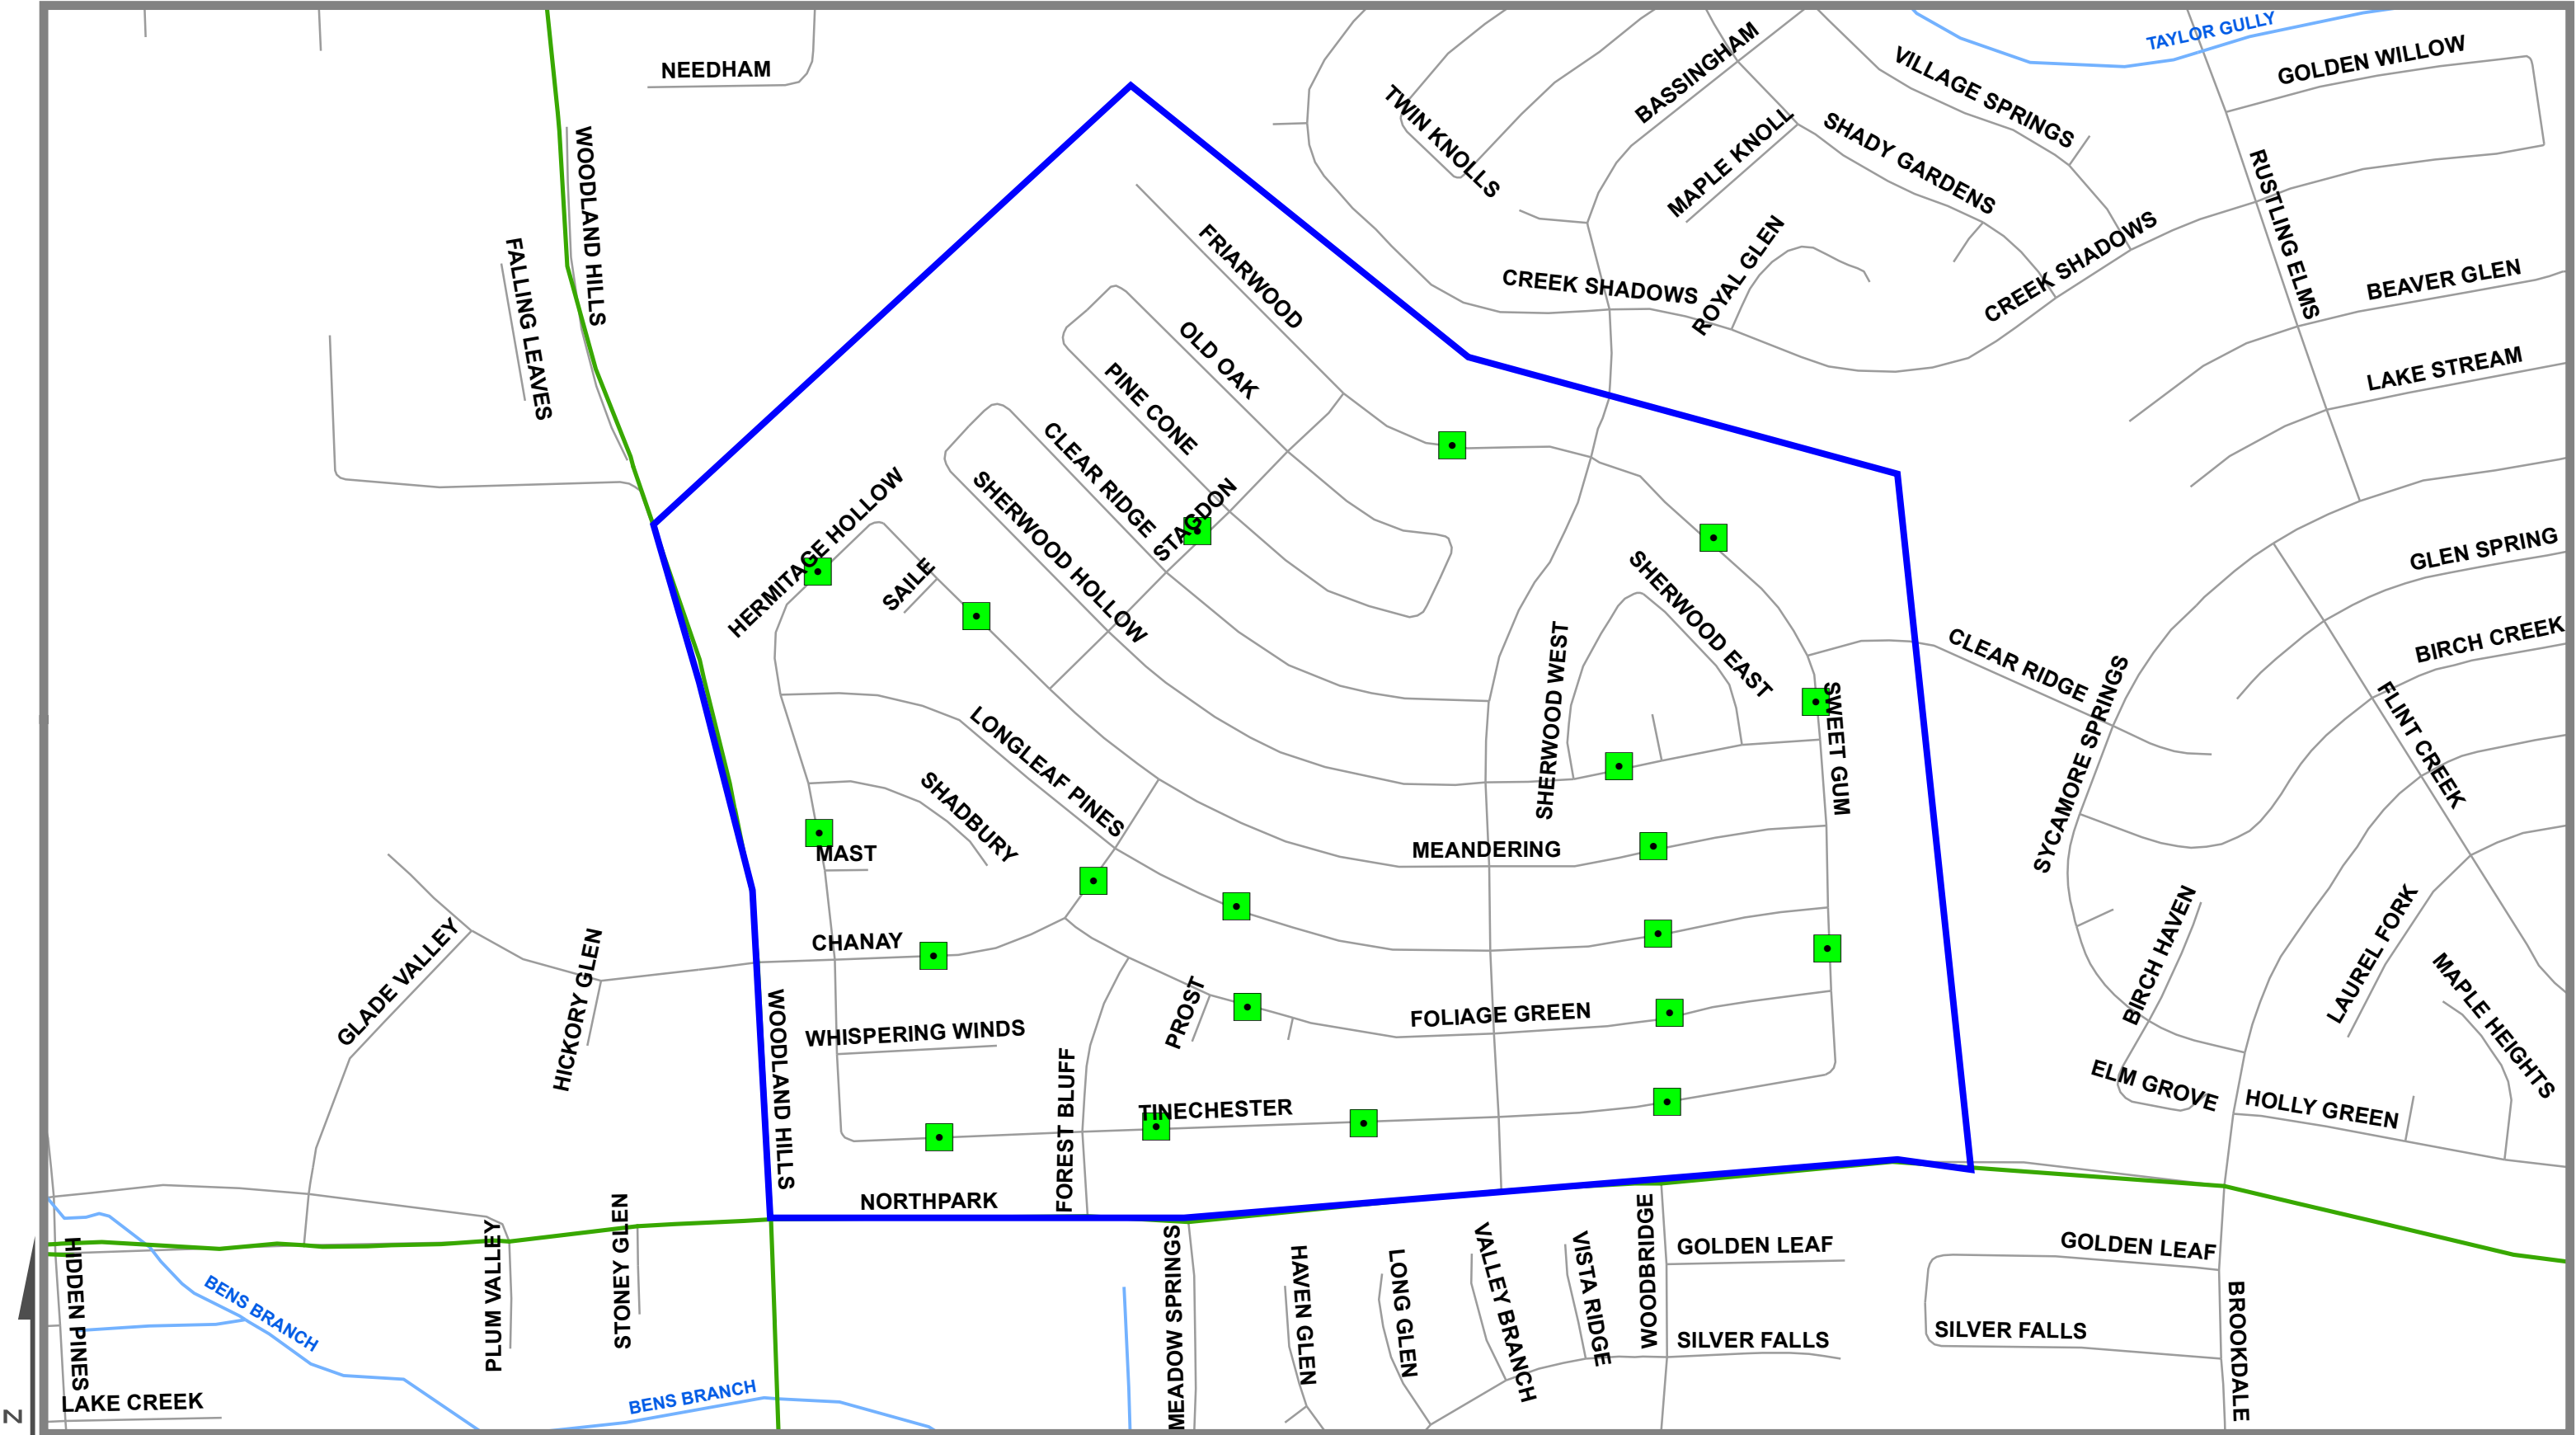 TAYLOR GULLY
NEEDHAM
BASSINGHAM
VILLAGE SPRINGS
GOLDEN WILLOW
TWIN KNOLLS
MAPLE KNOLL
SHADY GARDENS
WOODLAND HILLS
RUSTLING ELMS
FRIARWOOD
ROYAL GLEN
CREEK SHADOWS
CREEK SHADOWS
BEAVER GLEN
FALLING LEAVES
OLD OAK
LAKE STREAM
PINE CONE
CLEAR RIDGE
STAGDON
HERMITAGE HOLLOW
SHERWOOD HOLLOW
SAILE
SHERWOOD EAST
GLEN SPRING
BIRCH CREEK
CLEAR RIDGE
SHERWOOD WEST
SWEET GUM
SYCAMORE SPRINGS
FLINT CREEK
LONGLEAF PINES
SHADBURY
MAST
MEANDERING
GLADE VALLEY
HICKORY GLEN
CHANAY
BIRCH HAVEN
LAUREL FORK
MAPLE HEIGHTS
WOODLAND HILLS
WHISPERING WINDS
PROST
FOLIAGE GREEN
FOREST BLUFF
TINECHESTER
ELM GROVE
HOLLY GREEN
NORTHPARK
HIDDEN PINES
BENS BRANCH
PLUM VALLEY
STONEY GLEN
MEADOW SPRINGS
HAVEN GLEN
LONG GLEN
VALLEY BRANCH
VISTA RIDGE
WOODBRIDGE
GOLDEN LEAF
GOLDEN LEAF
SILVER FALLS
SILVER FALLS
BROOKDALE
LAKE CREEK
BENS BRANCH
N